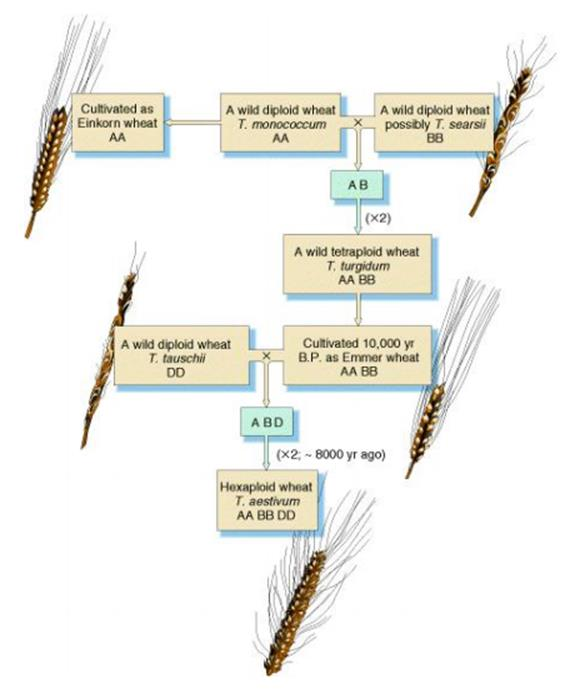 Cultivated as
Einkorn wheat
AA
A wild diploid wheat
T. monococcum
AA
×
A wild diploid wheat
possibly T. searsii
BB
A B
(×2)
A wild tetraploid wheat
T. turgidum
AA BB
A wild diploid wheat
T. tauschii
DD
×
Cultivated 10,000 yr
B.P. as Emmer wheat
AA BB
A B D
(×2; ~ 8000 yr ago)
Hexaploid wheat
T. aestivum
AA BB DD